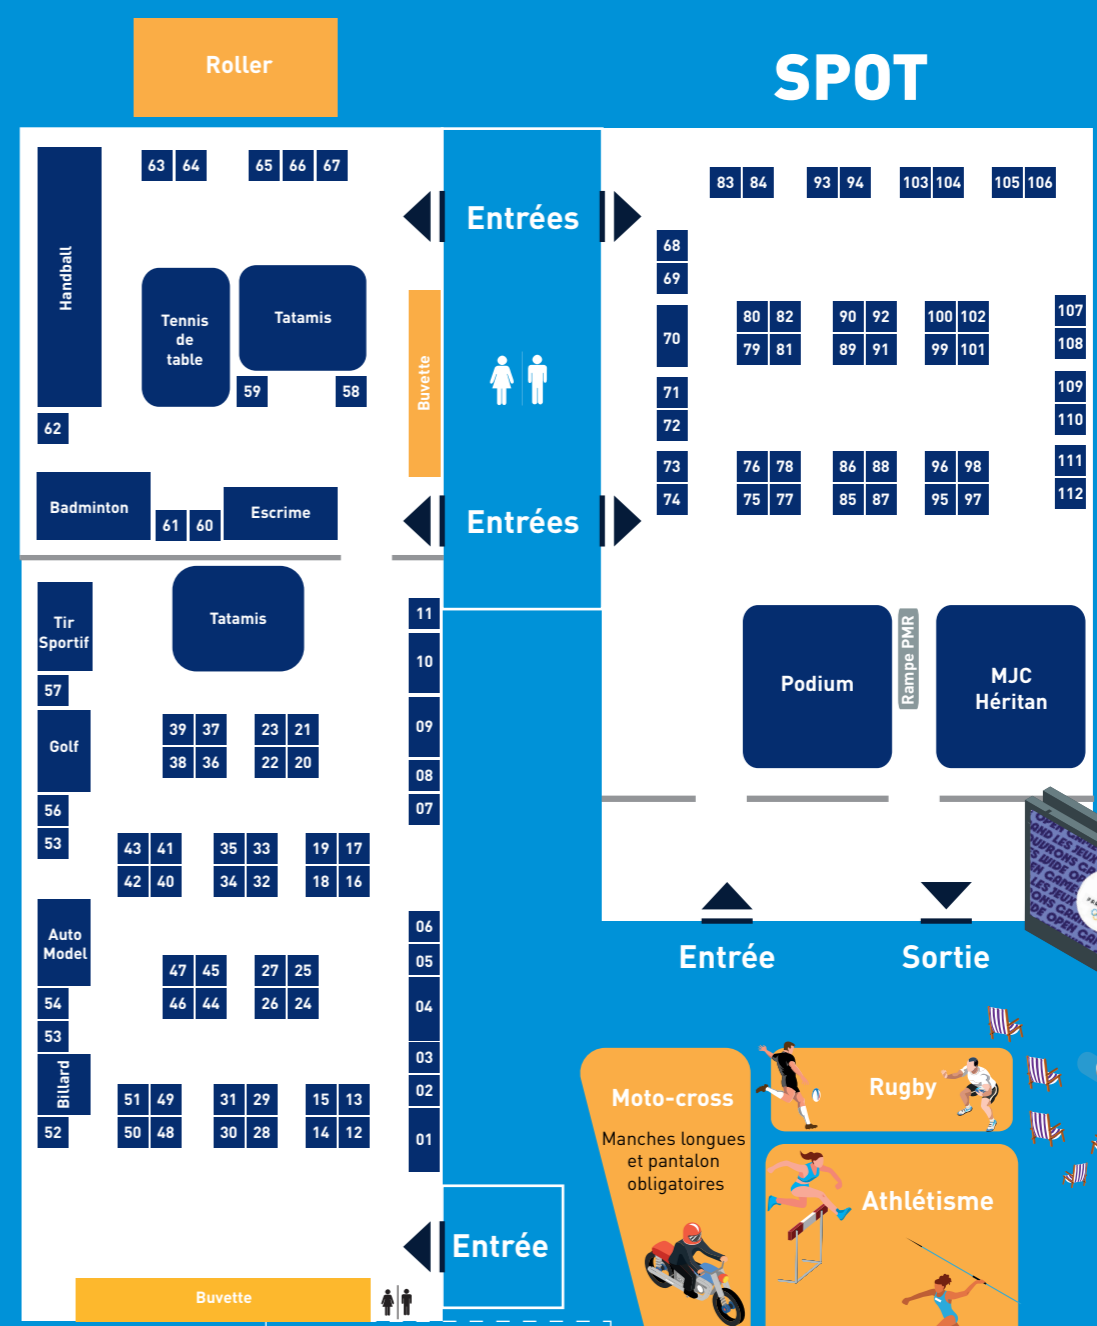 Roller
SPOT
63 64 65 66 67
83 84 93 94 103 104 105 106
Entrées
Handball
68
69
Tennis
de
table
Tatamis
70
80 82 90 92 100 102
79 81 89 91 99 101
107
108
Buvette
59 58
71
72
109
110
62
73
74
76 78 86 88 96 98
75 77 85 87 95 97
111
112
Badminton
61 60
Escrime
Entrées
Tir
Sportif
Tatamis
11
10
Podium
Rampe PMR
MJC
Héritan
57
Golf
39 37 23 21
38 36 22 20
09
08
07
56
53
43 41 35 33 19 17
42 40 34 32 18 16
Auto
Model
06
05
04
Entrée
Sortie
47 45 27 25
46 44 26 24
54
53
03
02
01
Billard
52
51 49 31 29 15 13
50 48 30 28 14 12
Moto-cross
Manches longues
et pantalon
obligatoires
Rugby
Athlétisme
Entrée
Buvette